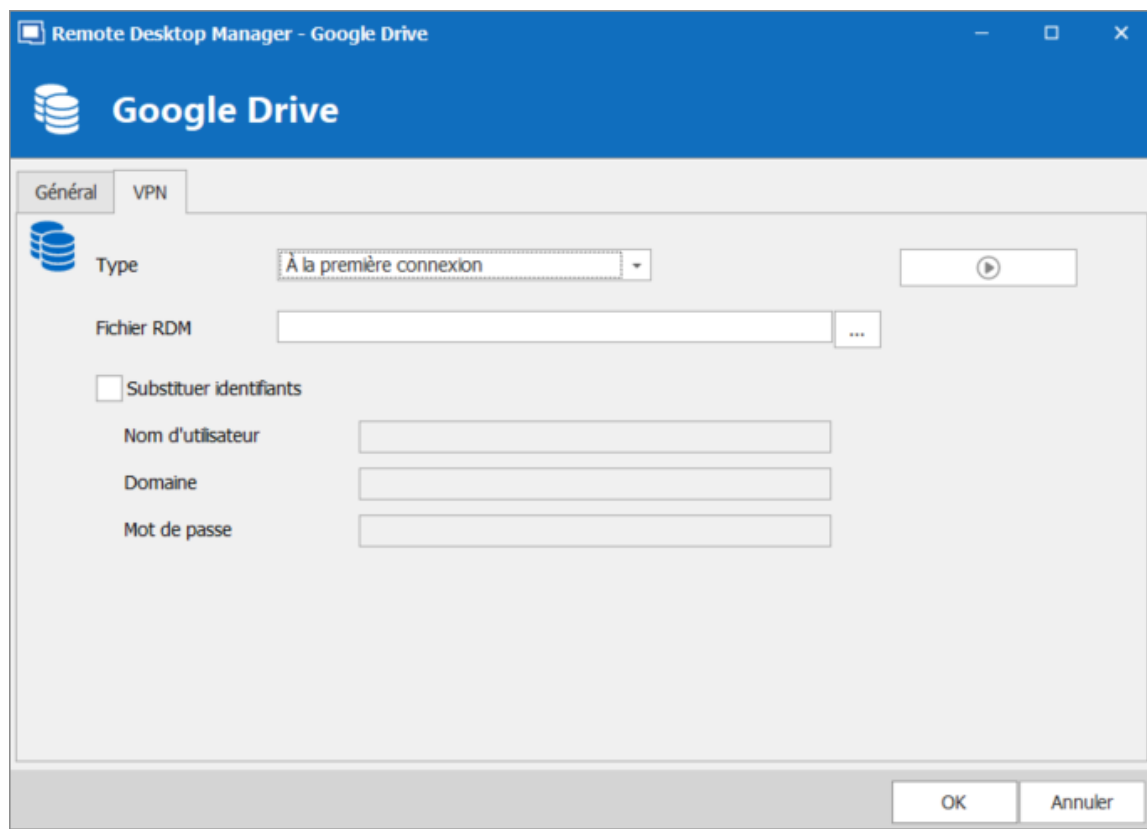 Remote Desktop Manager - Google Drive
Google Drive
Général VPN
Type À la première connexion
Fichier RDM ...
Substituer identifiants
Nom d'utilisateur
Domaine
Mot de passe
OK Annuler